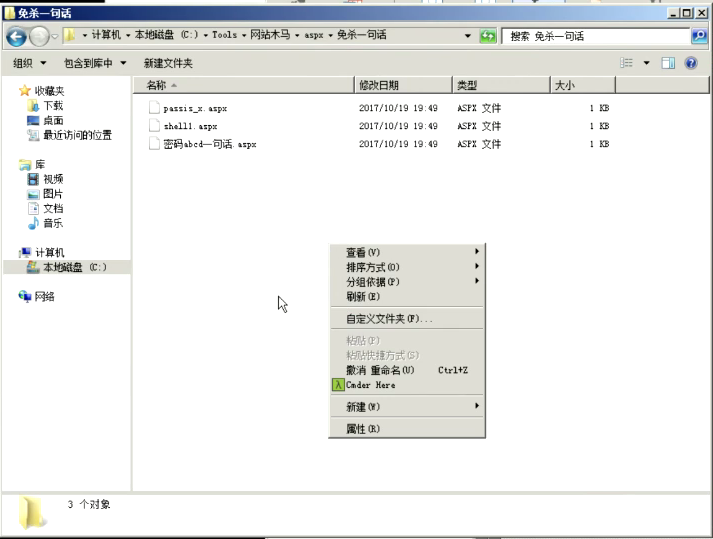 免杀一句话
计算机 本地磁盘 (C:) Tools 网站木马 aspx 免杀一句话
搜索 免杀一句话
组织 包含到库中 新建文件夹
名称 修改日期 类型 大小
收藏夹
下载
桌面
最近访问的位置
库
视频
图片
文档
音乐
计算机
本地磁盘 (C:)
网络
passis_x.aspx 2017/10/19 19:49 ASPX 文件 1 KB
shell1.aspx 2017/10/19 19:49 ASPX 文件 1 KB
密码abcd一句话.aspx 2017/10/19 19:49 ASPX 文件 1 KB
查看(V)
排序方式(O)
分组依据(P)
刷新(E)
自定义文件夹(F)...
粘贴(P)
粘贴快捷方式(S)
撤消 重命名(U) Ctrl+Z
Cmder Here
新建(W)
属性(R)
3 个对象